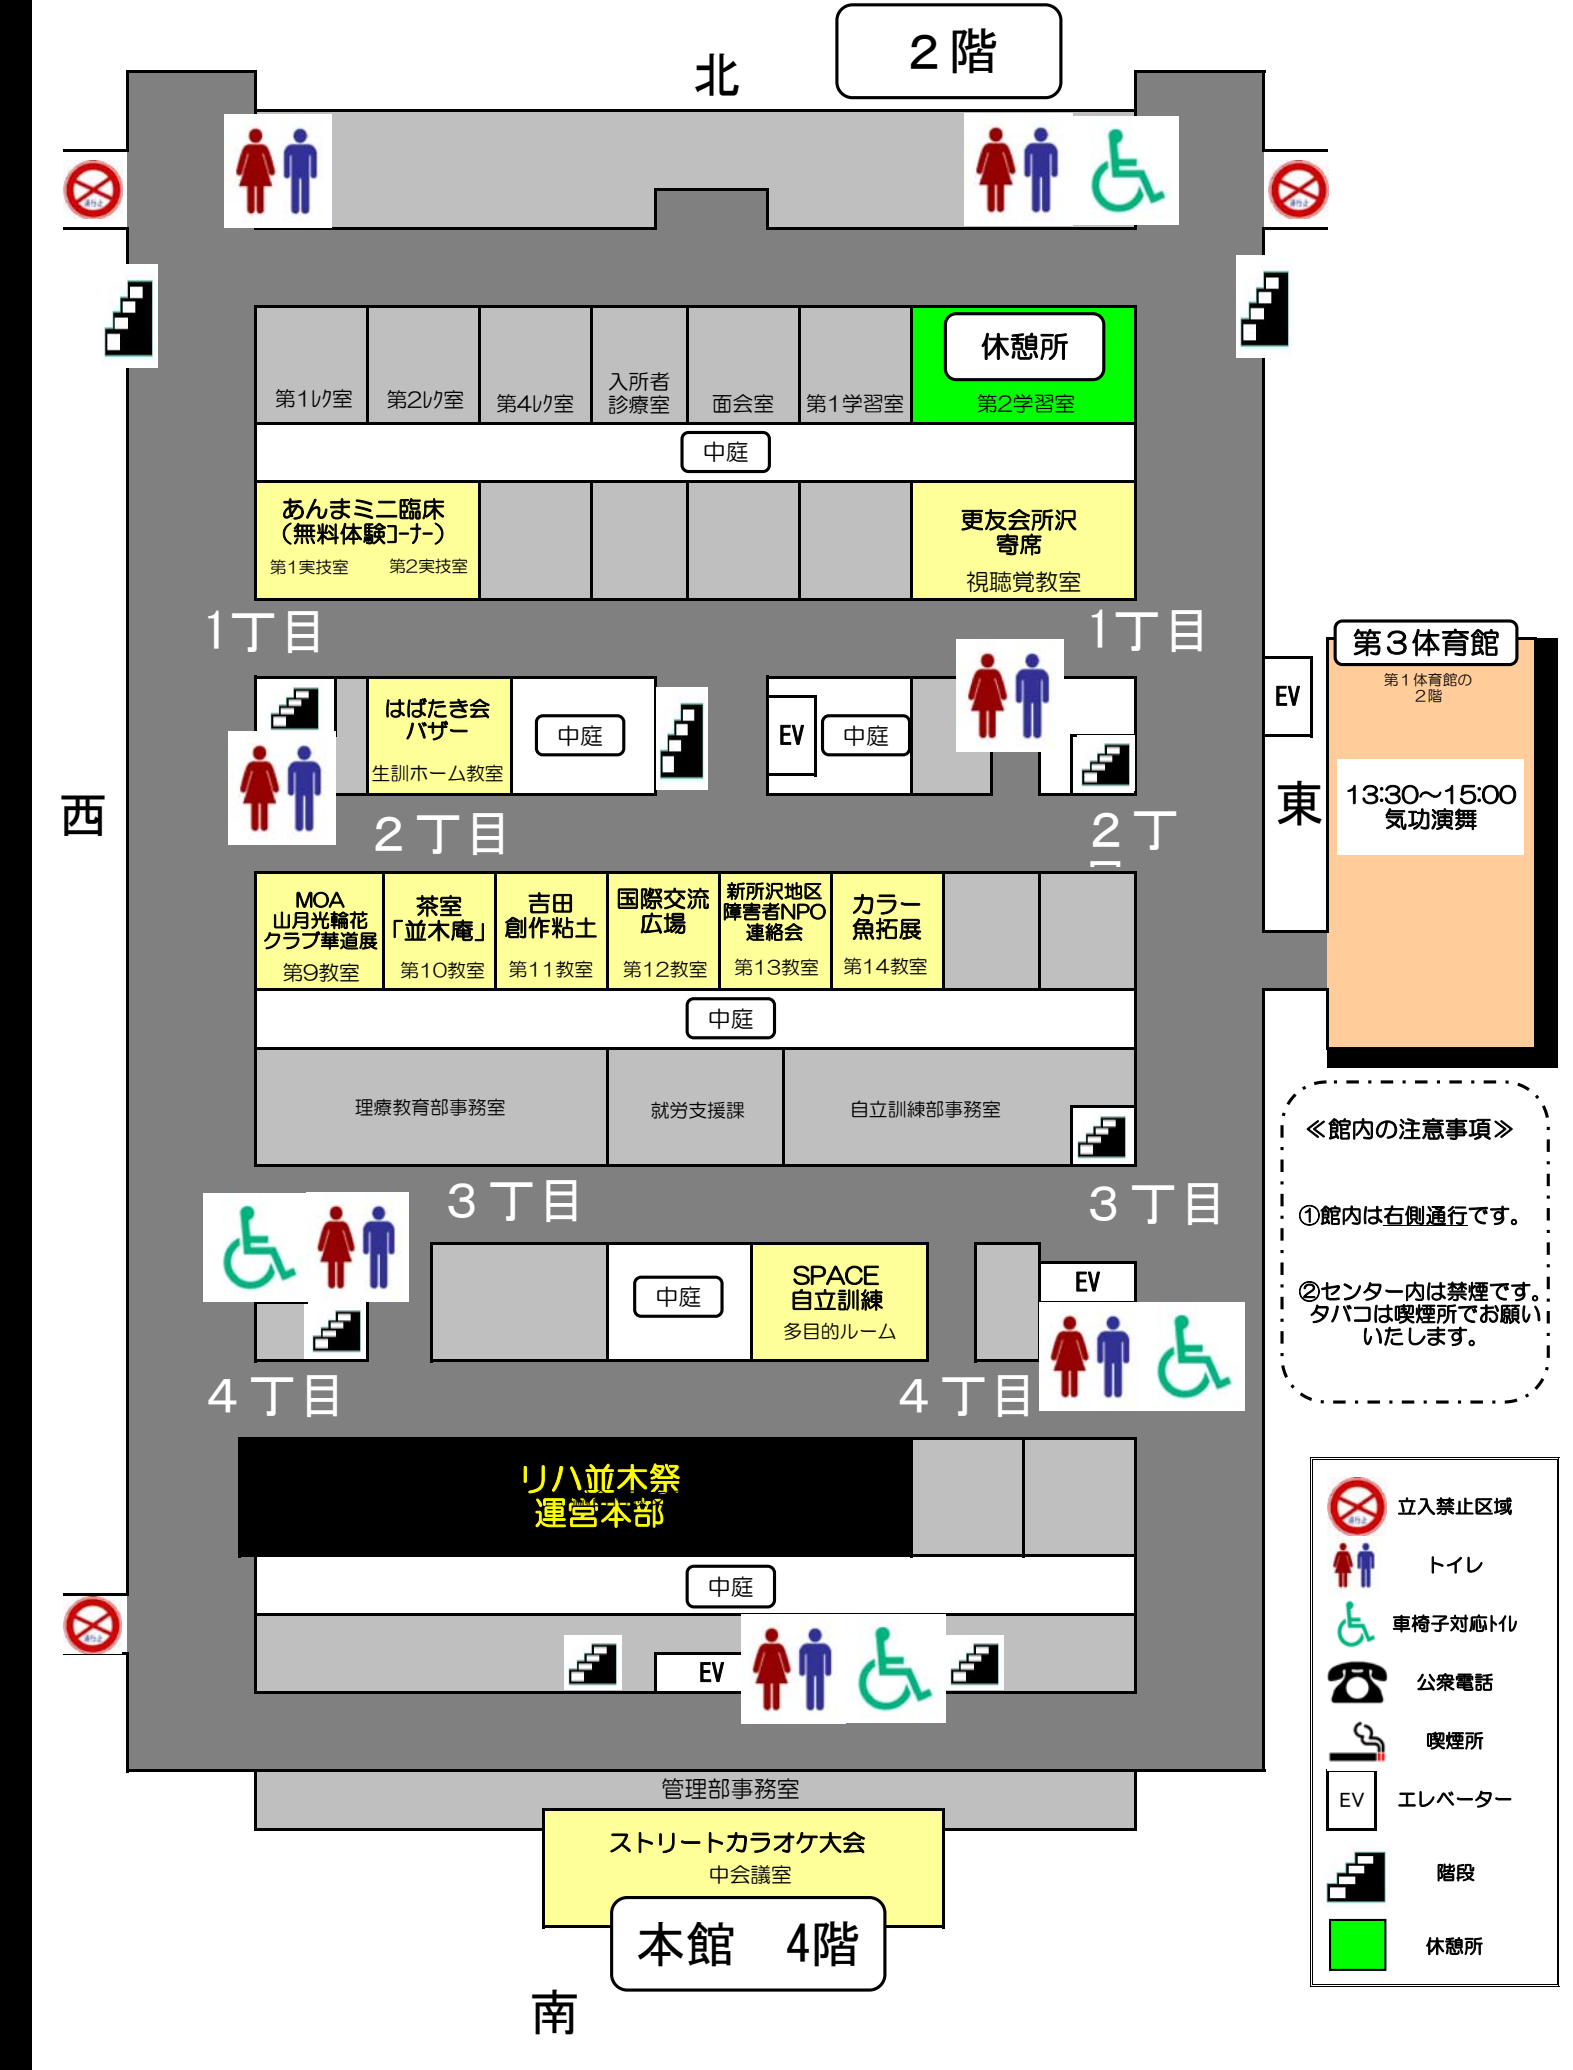 ２階
北
休憩所
第1ﾚｸ室
第2ﾚｸ室
第4ﾚｸ室
入所者
診療室
面会室
第1学習室
第2学習室
中庭
あんまミニ臨床
（無料体験ｺｰﾅｰ）
第1実技室
第2実技室
更友会所沢
寄席
視聴覚教室
1丁目
1丁目
第３体育館
第１体育館の
２階
13:30～15:00
気功演舞
EV
はばたき会
バザー
生訓ホーム教室
中庭
EV
中庭
西
東
２丁目
２丁
MOA
山月光輪花
クラブ華道展
第9教室
茶室
「並木庵」
第10教室
吉田
創作粘土
第11教室
国際交流
広場
第12教室
新所沢地区
障害者NPO
連絡会
第13教室
カラー
魚拓展
第14教室
中庭
理療教育部事務室
就労支援課
自立訓練部事務室
≪館内の注意事項≫
①館内は右側通行です。
②センター内は禁煙です。
タバコは喫煙所でお願い
いたします。
３丁目
３丁目
中庭
SPACE
自立訓練
多目的ルーム
EV
４丁目
４丁目
リハ並木祭
運営本部
中庭
EV
管理部事務室
ストリートカラオケ大会
中会議室
本館　4階
南
立入禁止区域
トイレ
車椅子対応ﾄｲﾚ
公衆電話
喫煙所
EV
エレベーター
階段
休憩所